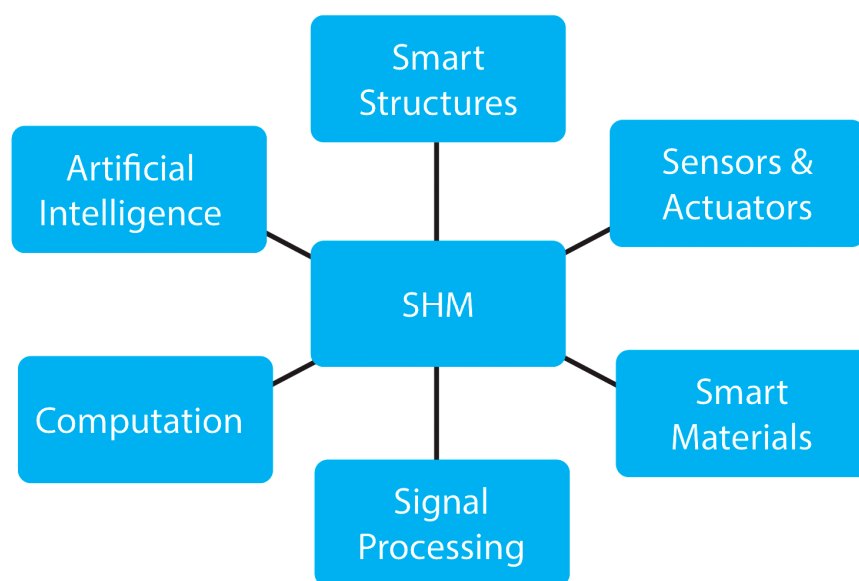 Smart
Structures
Artificial
Intelligence
Sensors &
Actuators
SHM
Computation
Smart
Materials
Signal
Processing